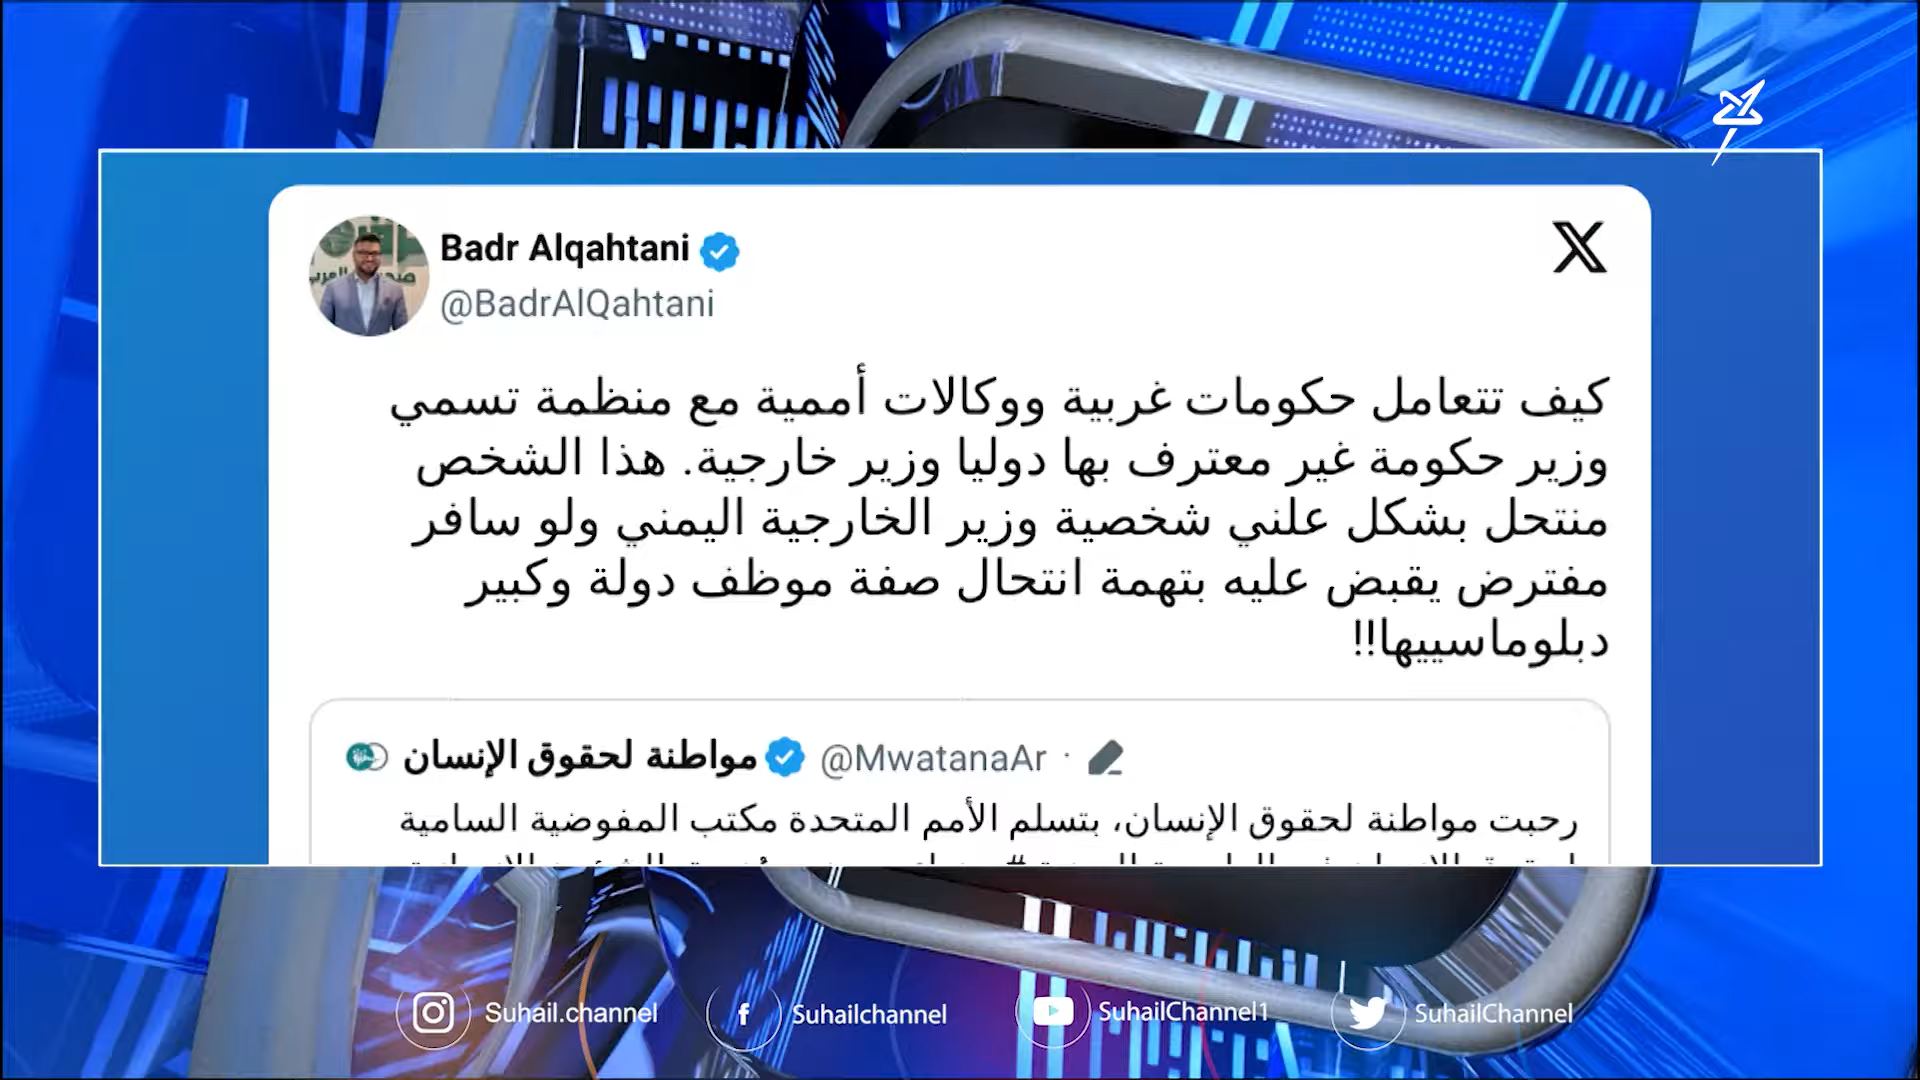 Badr Alqahtani
@BadrAlQahtani
كيف تتعامل حكومات غربية ووكالات أممية مع منظمة تسمي
وزير حكومة غير معترف بها دوليا وزير خارجية. هذا الشخص
منتحل بشكل علني شخصية وزير الخارجية اليمني ولو سافر
مفترض يقبض عليه بتهمة انتحال صفة موظف دولة وكبير
دبلوماسييها!!
مواطنة لحقوق الإنسان @MwatanaAr ·
رحبت مواطنة لحقوق الإنسان، بتسلم الأمم المتحدة مكتب المفوضية السامية
Suhail.channel
Suhailchannel
SuhailChannel1
SuhailChannel